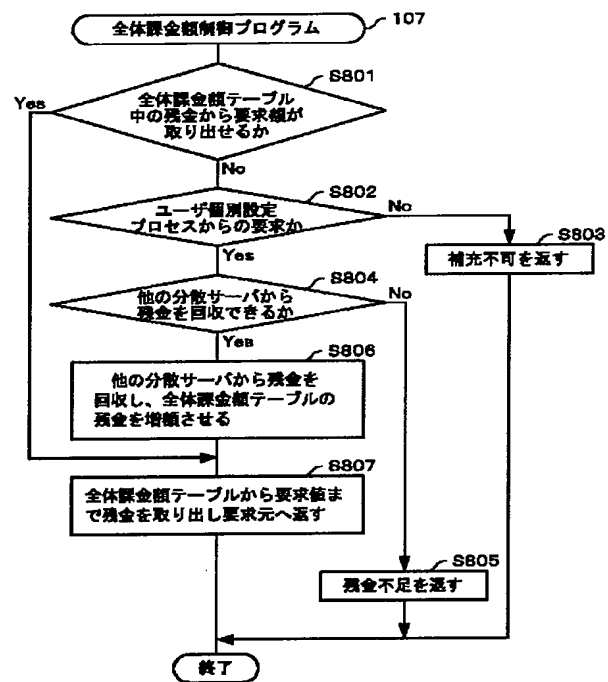 全体課金額制御プログラム
107
S801
Yes
全体課金額テーブル
中の残金から要求額が
取り出せるか
No
S802
ユーザ個別設定
プロセスからの要求か
No
S803
補充不可を返す
Yes
S804
他の分散サーバから
残金を回収できるか
No
Yes
S806
他の分散サーバから残金を
回収し、全体課金額テーブルの
残金を増額させる
S807
全体課金額テーブルから要求値ま
で残金を取り出し要求元へ返す
S805
残金不足を返す
終了